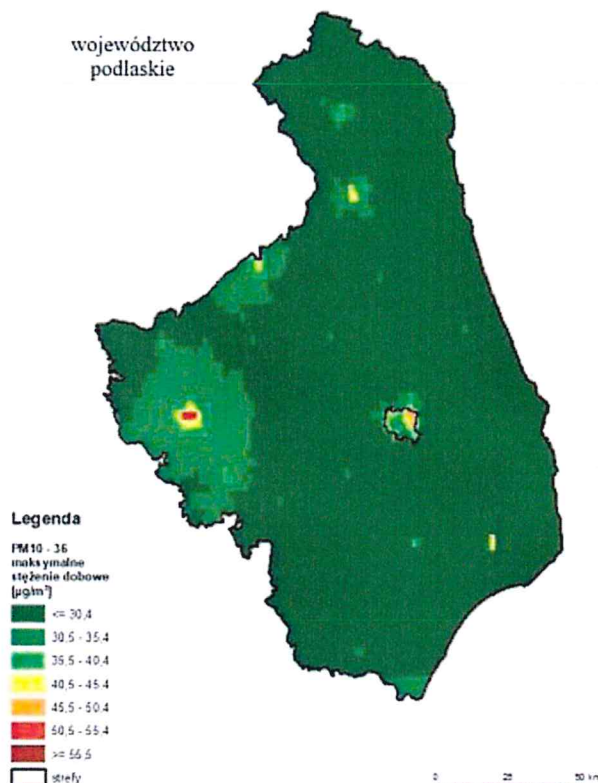 województwo
podlaskie
Legenda
PM10 - 36
maksymalne
stężenie dobowe
[µg/m³]
<= 30,4
30,5 - 35,4
35,5 - 40,4
40,5 - 45,4
45,5 - 50,4
50,5 - 55,4
>= 55,5
strefy
0 25 50 km